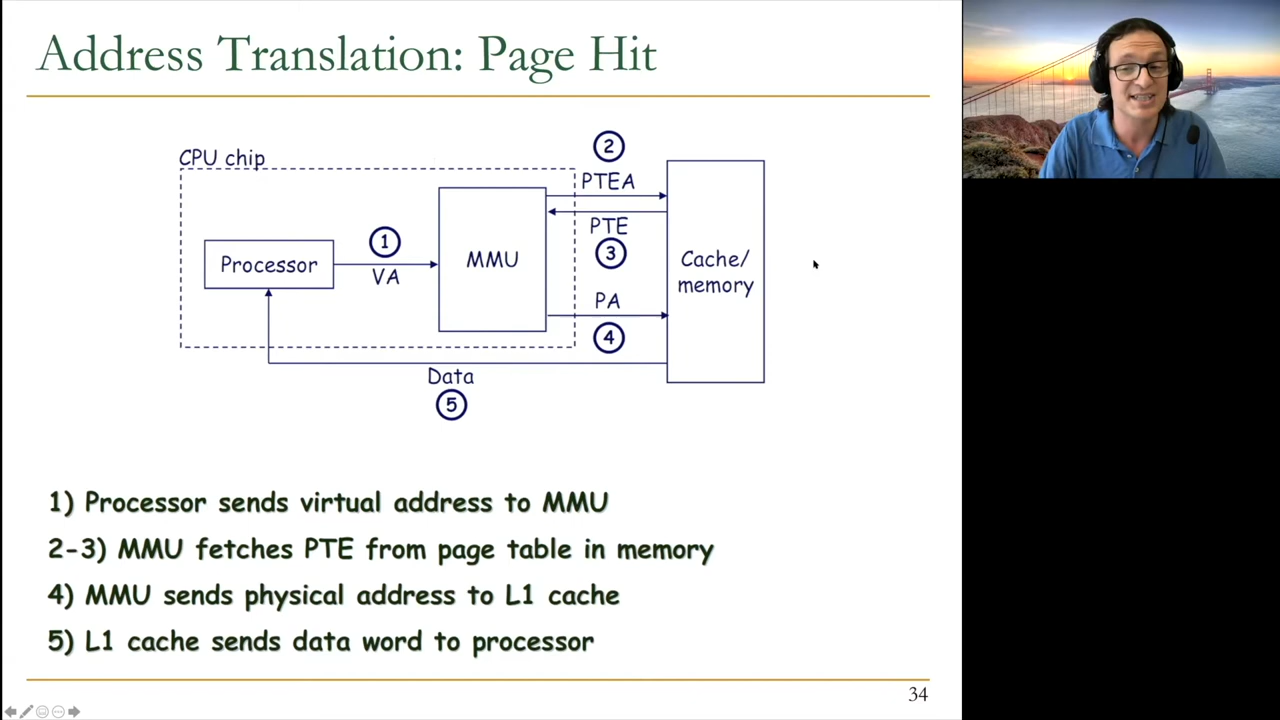 Address Translation: Page Hit
CPU chip
2
PTEA
PTE
3
1
VA
Processor
MMU
Cache/
memory
PA
4
Data
5
1) Processor sends virtual address to MMU
2-3) MMU fetches PTE from page table in memory
4) MMU sends physical address to L1 cache
5) L1 cache sends data word to processor
34